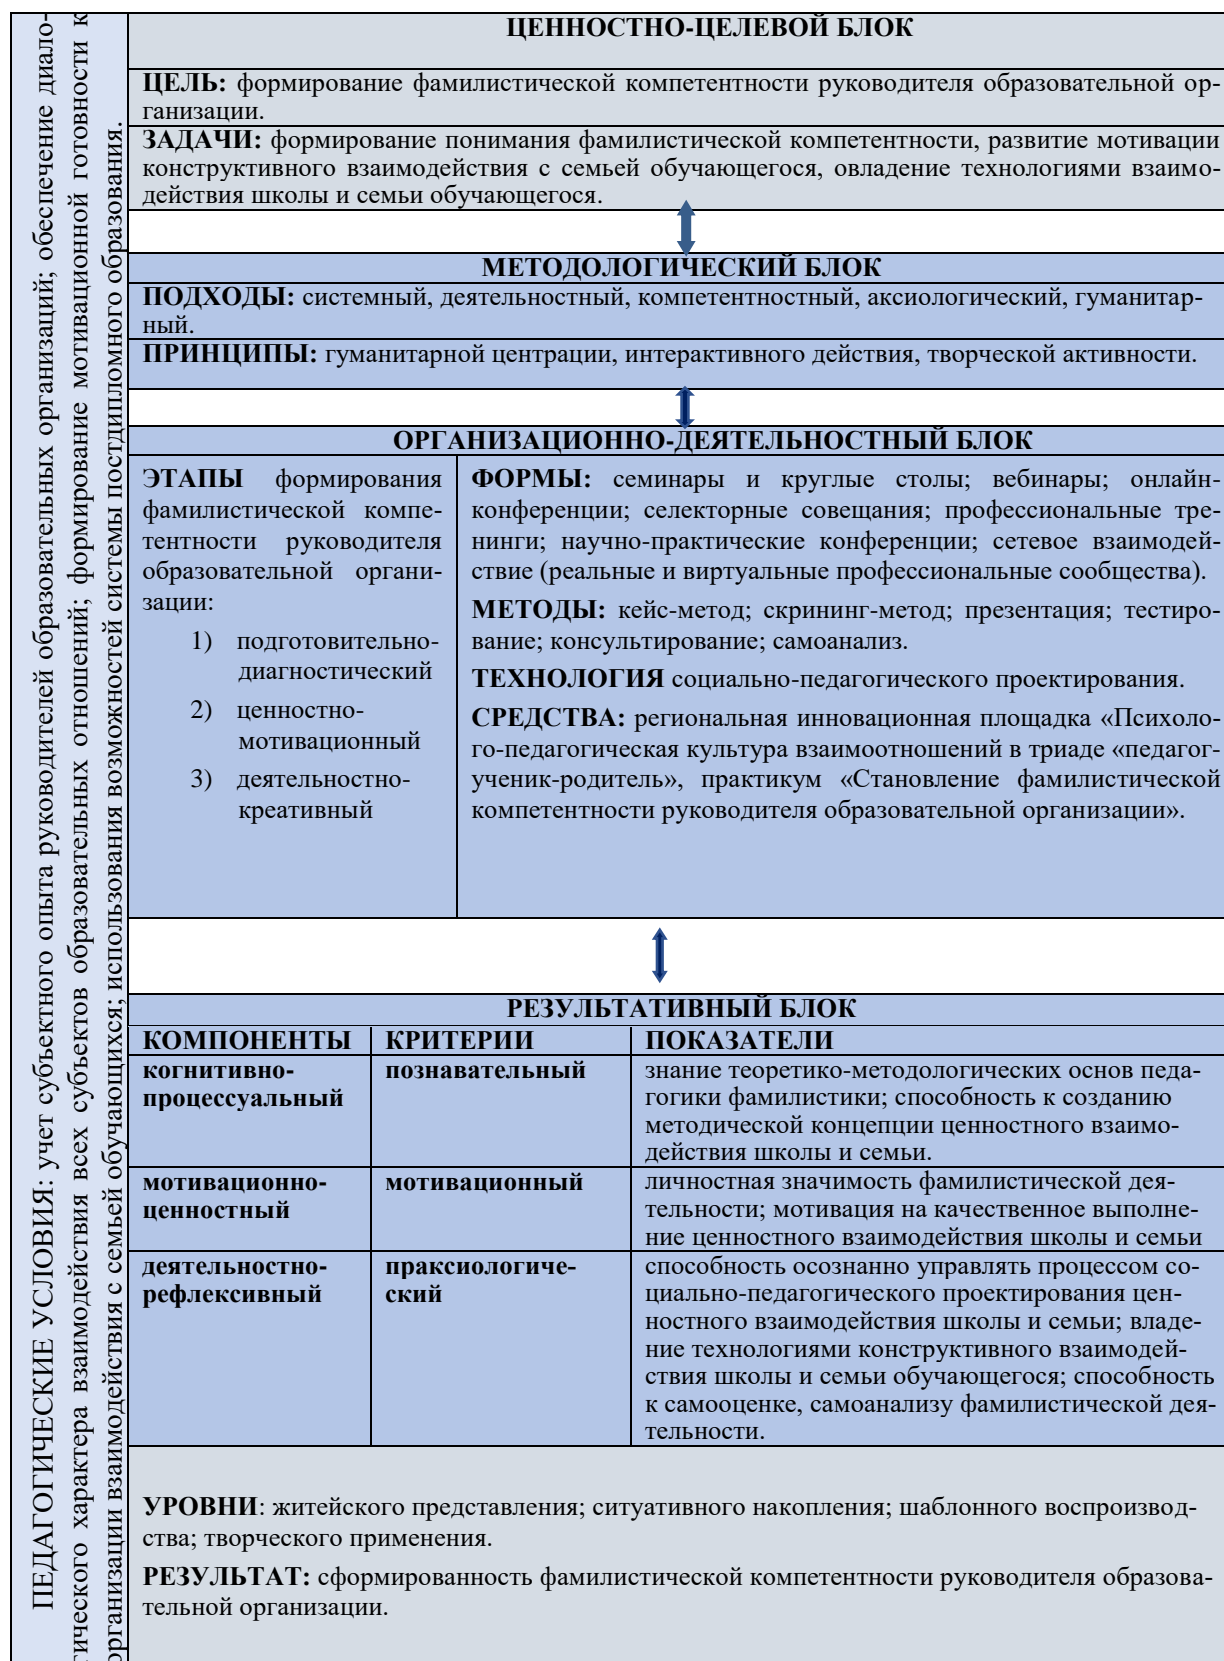 ПЕДАГОГИЧЕСКИЕ УСЛОВИЯ: учет субъектного опыта руководителей образовательных организаций; обеспечение диало-
гического характера взаимодействия всех субъектов образовательных отношений; формирование мотивационной готовности к
организации взаимодействия с семьей обучающихся; использования возможностей системы постдипломного образования.
ЦЕННОСТНО-ЦЕЛЕВОЙ БЛОК
ЦЕЛЬ: формирование фамилистической компетентности руководителя образовательной ор-
ганизации.
ЗАДАЧИ: формирование понимания фамилистической компетентности, развитие мотивации
конструктивного взаимодействия с семьей обучающегося, овладение технологиями взаимо-
действия школы и семьи обучающегося.
МЕТОДОЛОГИЧЕСКИЙ БЛОК
ПОДХОДЫ: системный, деятельностный, компетентностный, аксиологический, гуманитар-
ный.
ПРИНЦИПЫ: гуманитарной центрации, интерактивного действия, творческой активности.
ОРГАНИЗАЦИОННО-ДЕЯТЕЛЬНОСТНЫЙ БЛОК
ЭТАПЫ формирования
фамилистической компе-
тентности руководителя
образовательной органи-
зации:
1) подготовительно-
диагностический
2) ценностно-
мотивационный
3) деятельностно-
креативный
ФОРМЫ: семинары и круглые столы; вебинары; онлайн-
конференции; селекторные совещания; профессиональные тре-
нинги; научно-практические конференции; сетевое взаимодей-
ствие (реальные и виртуальные профессиональные сообщества).
МЕТОДЫ: кейс-метод; скрининг-метод; презентация; тестиро-
вание; консультирование; самоанализ.
ТЕХНОЛОГИЯ социально-педагогического проектирования.
СРЕДСТВА: региональная инновационная площадка «Психоло-
го-педагогическая культура взаимоотношений в триаде «педагог-
ученик-родитель», практикум «Становление фамилистической
компетентности руководителя образовательной организации».
РЕЗУЛЬТАТИВНЫЙ БЛОК
КОМПОНЕНТЫ КРИТЕРИИ ПОКАЗАТЕЛИ
когнитивно-
процессуальный
познавательный
знание теоретико-методологических основ педа-
гогики фамилистики; способность к созданию
методической концепции ценностного взаимо-
действия школы и семьи.
мотивационно-
ценностный
мотивационный
личностная значимость фамилистической дея-
тельности; мотивация на качественное выполне-
ние ценностного взаимодействия школы и семьи
деятельностно-
рефлексивный
праксиологиче-
ский
способность осознанно управлять процессом со-
циально-педагогического проектирования цен-
ностного взаимодействия школы и семьи; владе-
ние технологиями конструктивного взаимодей-
ствия школы и семьи обучающегося; способность
к самооценке, самоанализу фамилистической дея-
тельности.
УРОВНИ: житейского представления; ситуативного накопления; шаблонного воспроизвод-
ства; творческого применения.
РЕЗУЛЬТАТ: сформированность фамилистической компетентности руководителя образова-
тельной организации.